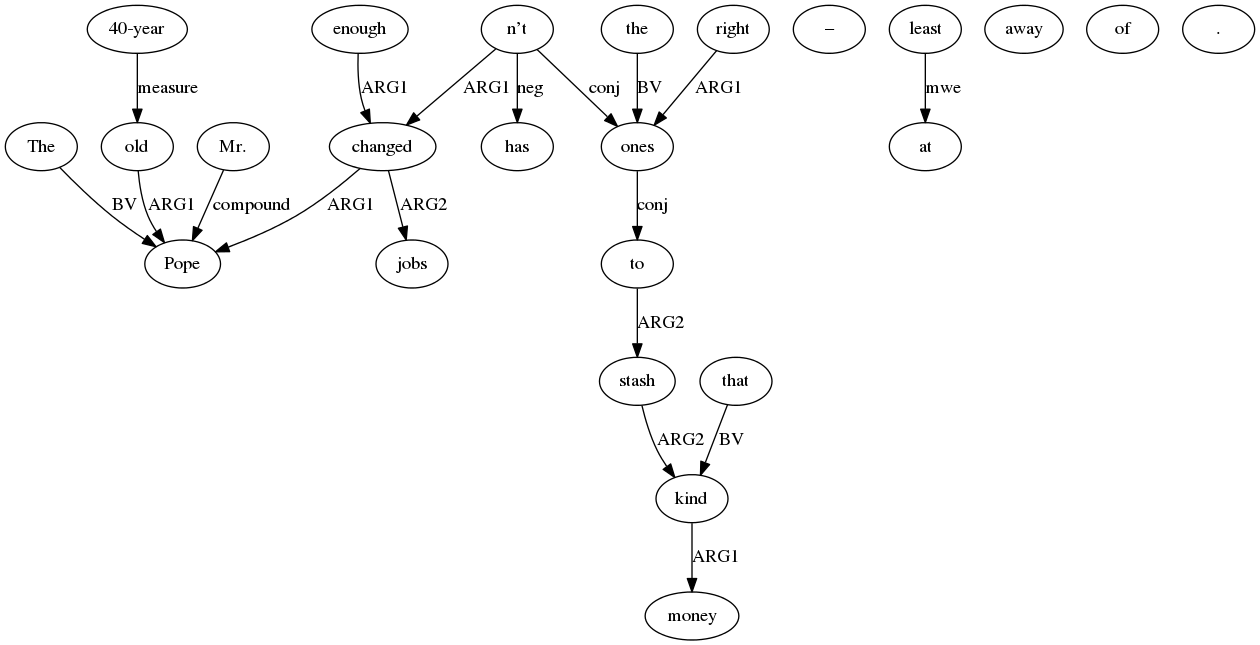 40-year enough n't the right – least away of .
measure ARG1 ARG1 neg conj BV ARG1 mwe
The old Mr. changed has ones at
BV ARG1 compound ARG1 ARG2 conj
Pope jobs to
ARG2
stash that
ARG2 BV
kind
ARG1
money